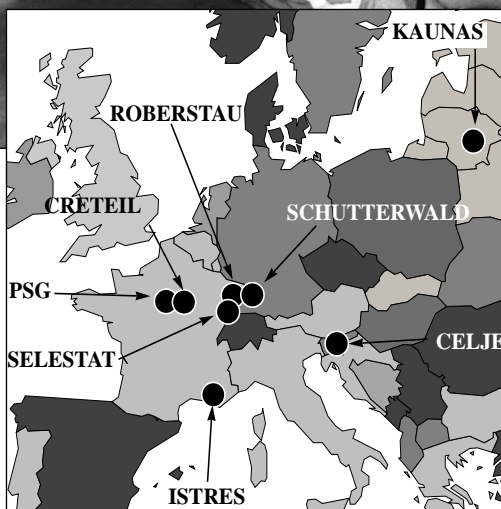 KAUNAS
ROBERSTAU
CRETEIL
SCHUTTERWALD
PSG
CELJE
SELESTAT
ISTRES